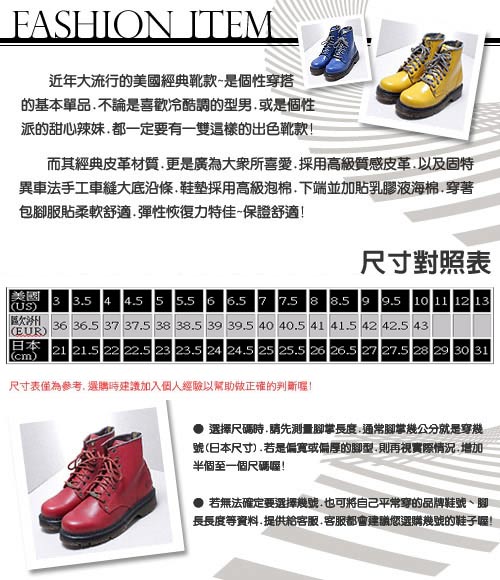 FASHION ITEM
近年大流行的美國經典靴款~是個性穿搭
的基本單品.不論是喜歡冷酷調的型男.或是個性
派的甜心辣妹.都一定要有一雙這樣的出色靴款!
而其經典皮革材質.更是廣為大衆所喜愛.採用高級質感皮革.以及固特
異車法手工車縫大底沿條.鞋墊採用高級泡棉.下端並加貼乳膠液海棉.穿著
包腳服貼柔軟舒適.彈性恢復力特佳~保證舒適!
尺寸對照表
美國(US) 3 3.5 4 4.5 5 5.5 6 6.5 7 7.5 8 8.5 9 9.5 10 11 12 13
歐洲(EUR) 36 36.5 37 37.5 38 38.5 39 39.5 40 40.5 41 41.5 42 42.5 43
日本(cm) 21 21.5 22 22.5 23 23.5 24 24.5 25 25.5 26 26.5 27 27.5 28 29 30 31
尺寸表僅為參考,選購時建議加入個人經驗以幫助做正確的判斷喔!
● 選擇尺碼時.請先測量腳掌長度.通常腳掌幾公分就是穿幾
號(日本尺寸).若是偏寬或偏厚的腳型.則再視實際情況.增加
半個至一個尺碼喔!
● 若無法確定要選擇幾號.也可將自己平常穿的品牌鞋號、腳
長長度等資料.提供給客服.客服都會建議您選購幾號的鞋子喔!